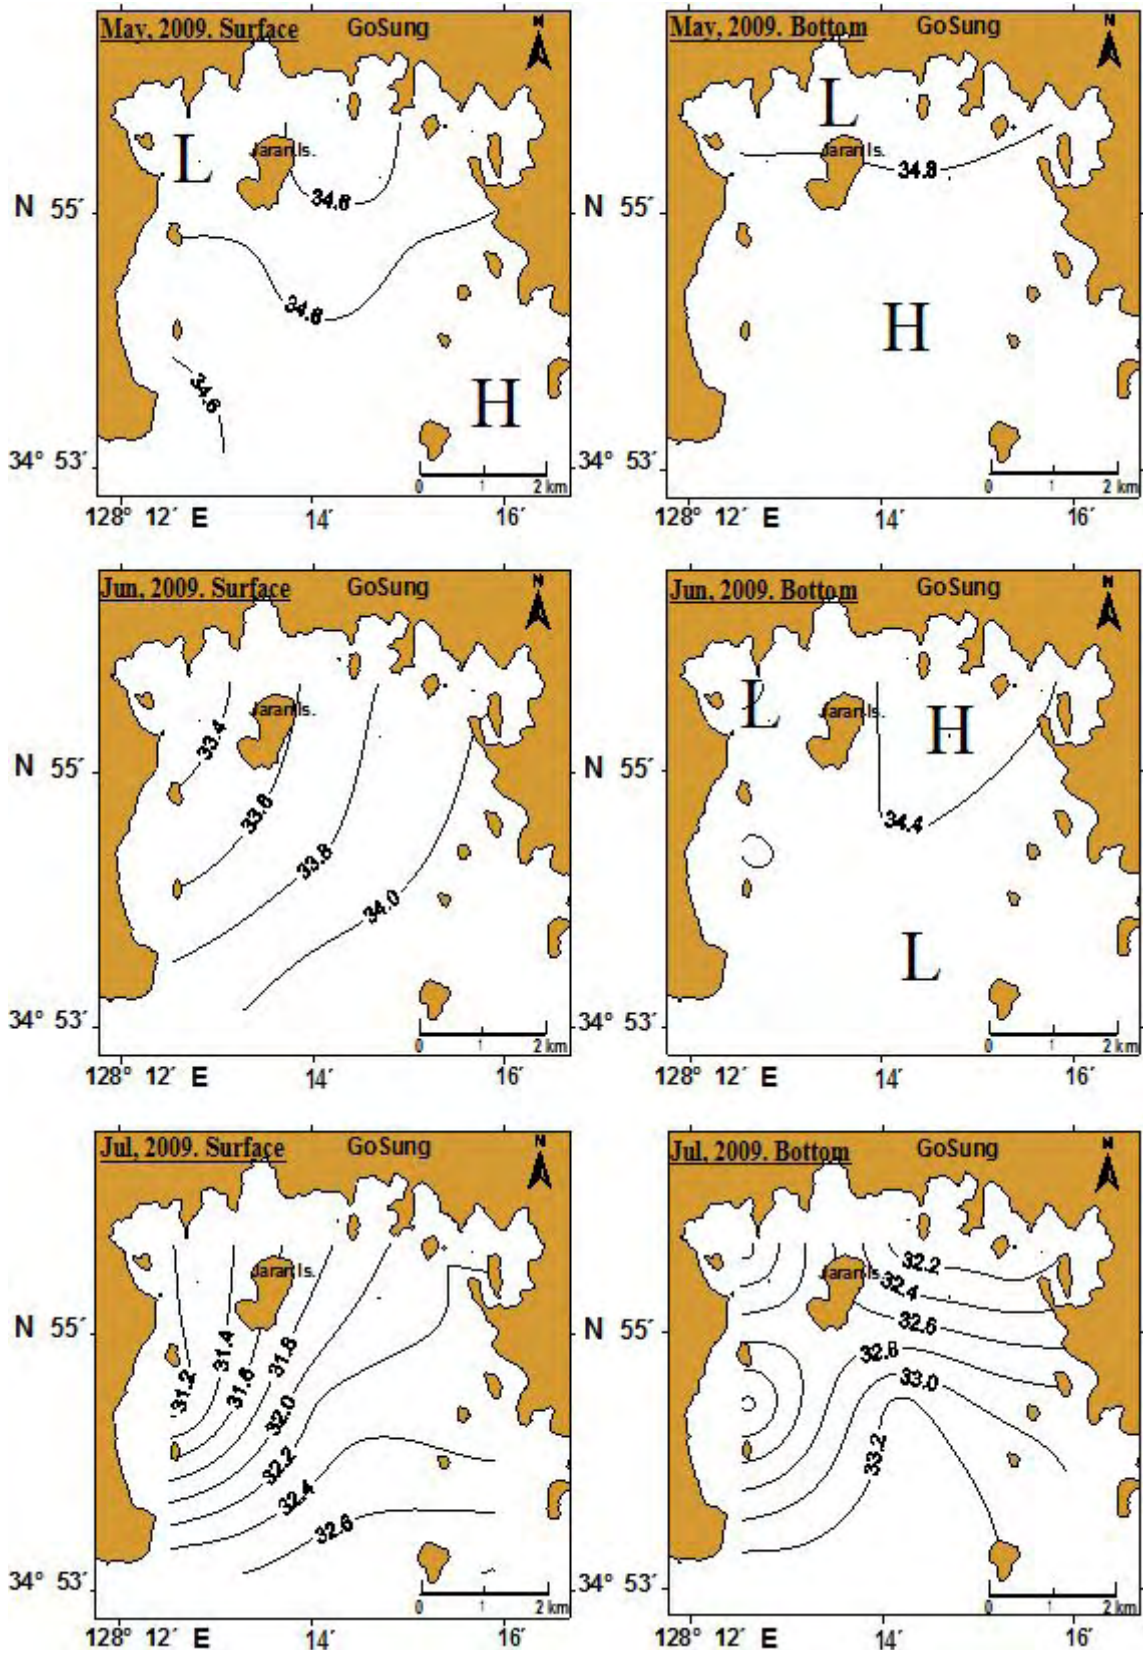 May, 2009. Surface
GoSung
N
L
Jaran Is.
34.6
N 55´
34.6
34.6
H
34° 53´
0 1 2 km
128° 12´ E 14´ 16´
May, 2009. Bottom
GoSung
N
L
Jaran Is.
34.8
N 55´
H
34° 53´
0 1 2 km
128° 12´ E 14´ 16´
Jun, 2009. Surface
GoSung
N
Jaran Is.
33.4
N 55´
33.6
33.8
34.0
34° 53´
0 1 2 km
128° 12´ E 14´ 16´
Jun, 2009. Bottom
GoSung
N
L
Jaran Is.
H
N 55´
34.4
L
34° 53´
0 1 2 km
128° 12´ E 14´ 16´
Jul, 2009. Surface
GoSung
N
Jaran Is.
N 55´
31.2
31.4
31.6
31.8
32.0
32.2
32.4
32.6
34° 53´
0 1 2 km
128° 12´ E 14´ 16´
Jul, 2009. Bottom
GoSung
N
32.2
Jaran Is.
32.4
32.6
N 55´
32.8
33.0
33.2
34° 53´
0 1 2 km
128° 12´ E 14´ 16´